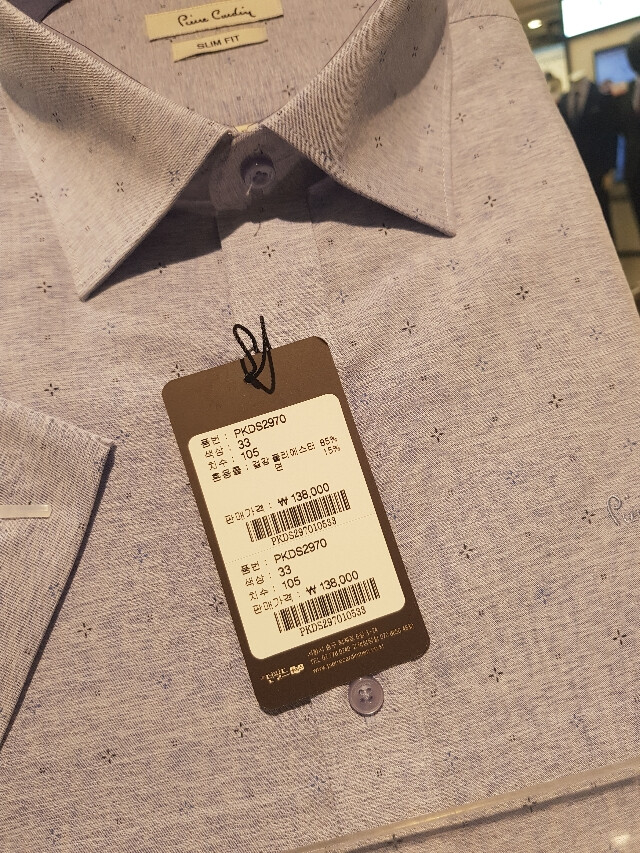 Pierre Cardin
SLIM FIT
품번 : PKDS2970
색상 : 33
치수 : 105
혼용률 : 겉감 폴리에스터 85%
면 15%
판매가격 : ₩ 138,000
PKDS297010533
품번 : PKDS2970
색상 : 33
치수 : 105
판매가격 : ₩ 138,000
PKDS297010533